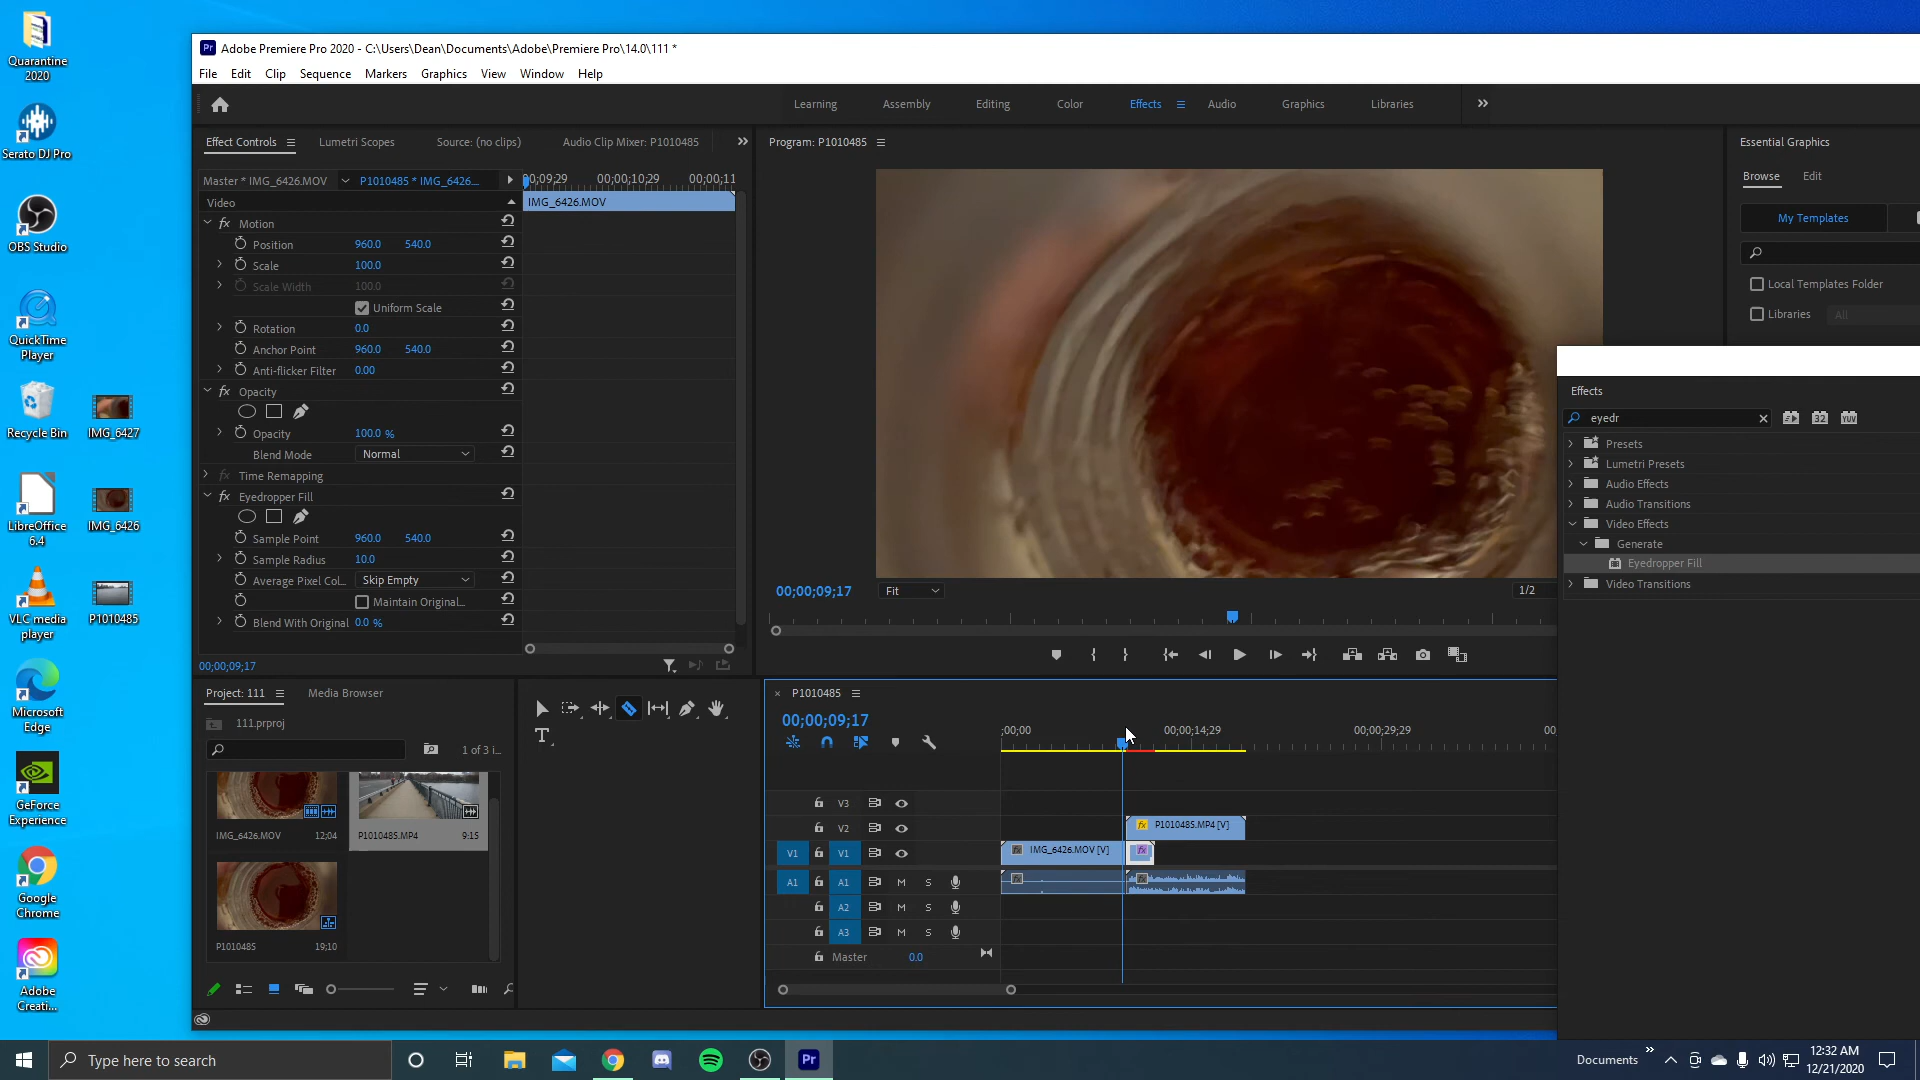 Quarantine
2020
Serato DJ Pro
OBS Studio
QuickTime
Player
Recycle Bin
IMG_6427
LibreOffice
6.4
IMG_6426
VLC media
player
P1010485
Microsoft
Edge
GeForce
Experience
Google
Chrome
Adobe
Creati...
Pr
Adobe Premiere Pro 2020 - C:\Users\Dean\Documents\Adobe\Premiere Pro\14.0\111 *
File Edit Clip Sequence Markers Graphics View Window Help
Learning Assembly Editing Color Effects Audio Graphics Libraries
Effect Controls Lumetri Scopes Source: (no clips) Audio Clip Mixer: P1010485
Master * IMG_6426.MOV P1010485 * IMG_6426....
00;09;29 00;00;10;29 00;00;11
Video
IMG_6426.MOV
fx Motion
Position 960.0 540.0
Scale 100.0
Scale Width 100.0
Uniform Scale
Rotation 0.0
Anchor Point 960.0 540.0
Anti-flicker Filter 0.00
fx Opacity
Opacity 100.0 %
Blend Mode Normal
fx Time Remapping
fx Eyedropper Fill
Sample Point 960.0 540.0
Sample Radius 10.0
Average Pixel Col... Skip Empty
Maintain Original...
Blend With Original 0.0 %
00;00;09;17
Program: P1010485
00;00;09;17 Fit 1/2
Essential Graphics
Browse Edit
My Templates
Local Templates Folder
Libraries All
Effects
eyedr
32 YUV
Presets
Lumetri Presets
Audio Effects
Audio Transitions
Video Effects
Generate
Eyedropper Fill
Video Transitions
Project: 111 Media Browser
111.prproj
1 of 3 i...
IMG_6426.MOV 12;04
P1010485.MP4 9:15
P1010485 19;10
T
P1010485
00;00;09;17
;00;00 00;00;14;29 00;00;29;29 00
V3
V2
fx P1010485.MP4 [V]
V1 V1
fx IMG_6426.MOV [V] fx
A1 A1 M S
A2 M S
A3 M S
Master 0.0
Type here to search
Pr
Documents
12:32 AM
12/21/2020